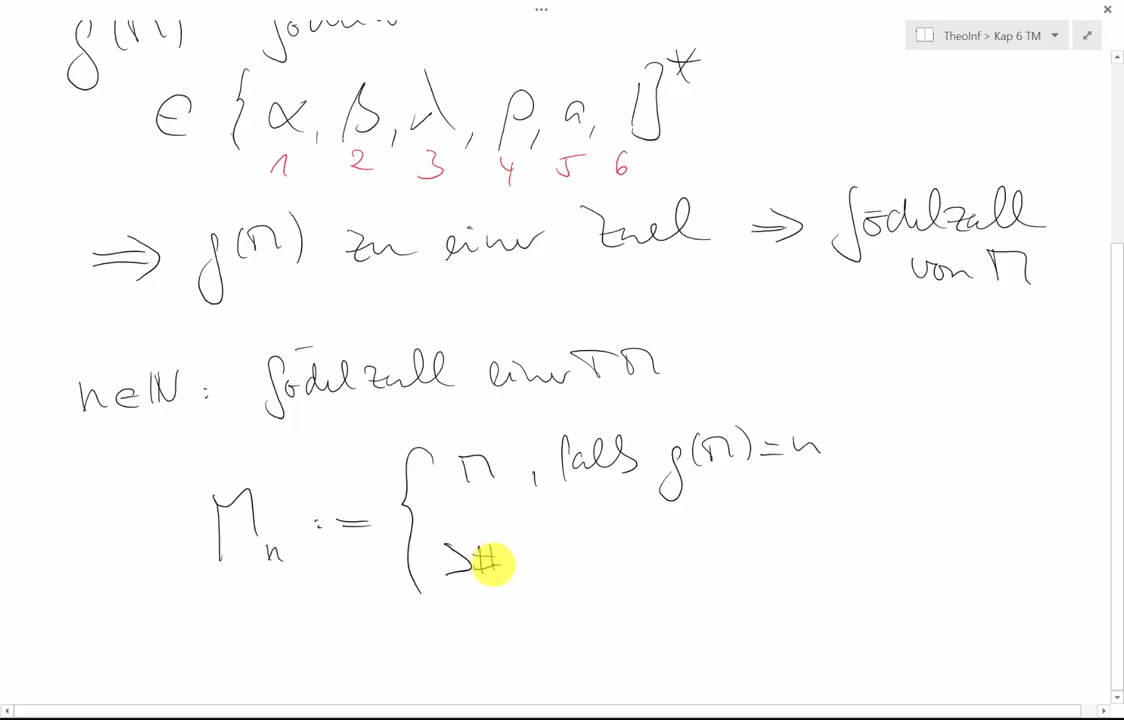 TheoInf > Kap 6 TM
g(M)
∈ {α, β, λ, ρ, a, |}*
1 2 3 4 5 6
⇒ g(M) zu einer Zahl ⇒ Gödelzahl
von M
n∈ℕ: Gödelzahl einer TM
M_n := { M, falls g(M)=n
>#